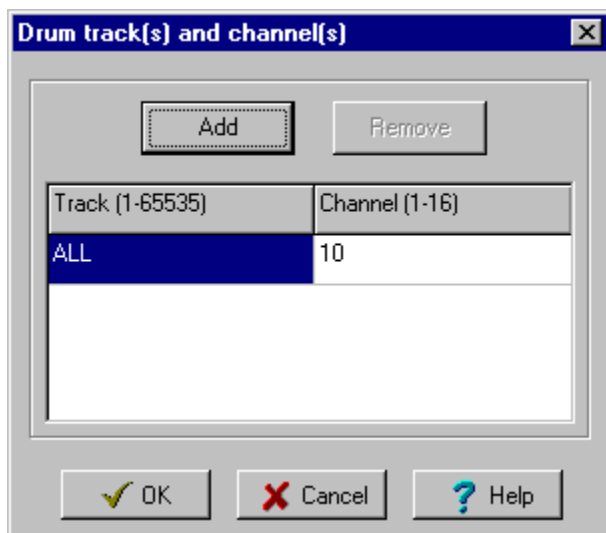 Drum track(s) and channel(s)
Add Remove
Track (1-65535) Channel (1-16)
ALL 10
OK Cancel Help